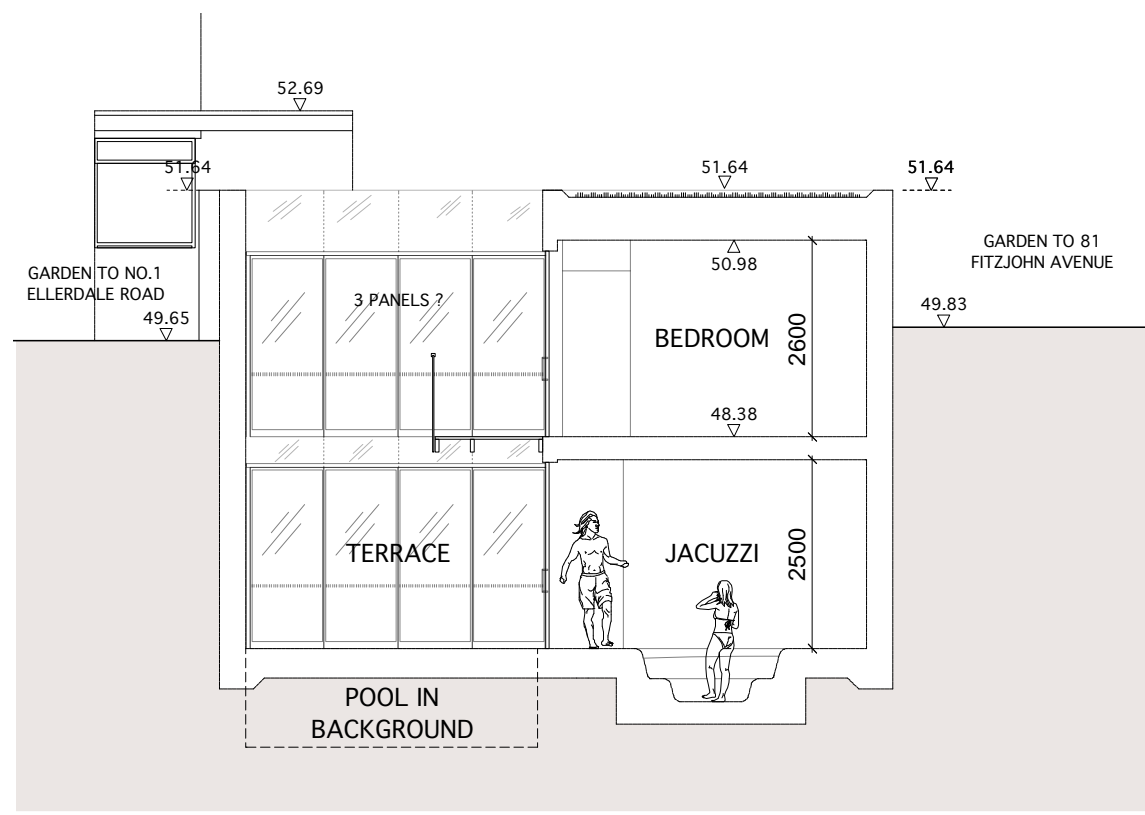 52.69
51.64
51.64
51.64
GARDEN TO NO.1
ELLERDALE ROAD
49.65
3 PANELS ?
50.98
GARDEN TO 81
FITZJOHN AVENUE
49.83
BEDROOM
2600
48.38
TERRACE
JACUZZI
2500
POOL IN
BACKGROUND